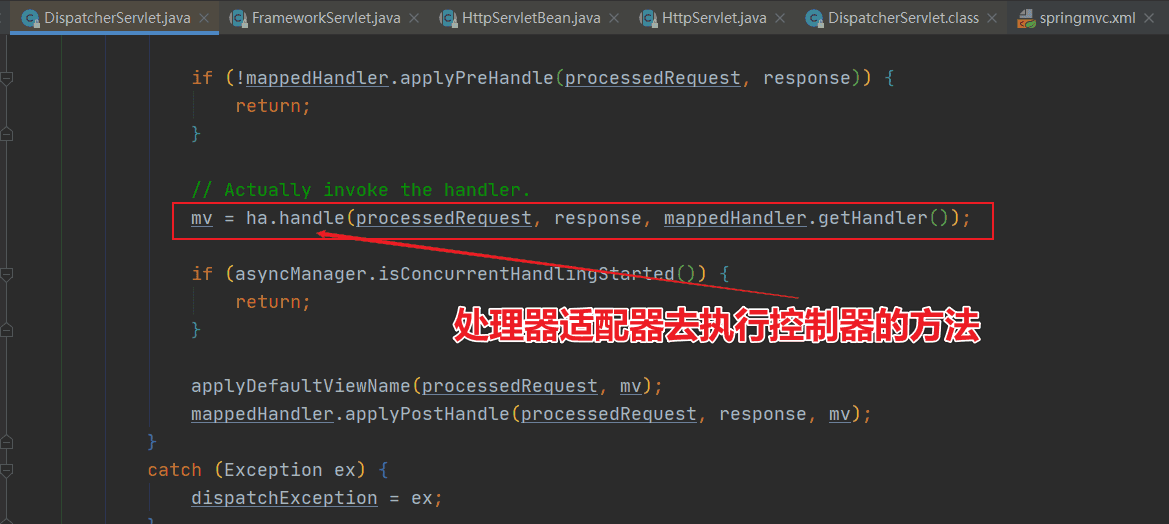 DispatcherServlet.java FrameworkServlet.java HttpServletBean.java HttpServlet.java DispatcherServlet.class springmvc.xml
if (!mappedHandler.applyPreHandle(processedRequest, response)) {
return;
}
// Actually invoke the handler.
mv = ha.handle(processedRequest, response, mappedHandler.getHandler());
if (asyncManager.isConcurrentHandlingStarted()) {
return;
处理器适配器去执行控制器的方法
}
applyDefaultViewName(processedRequest, mv);
mappedHandler.applyPostHandle(processedRequest, response, mv);
}
catch (Exception ex) {
dispatchException = ex;
}